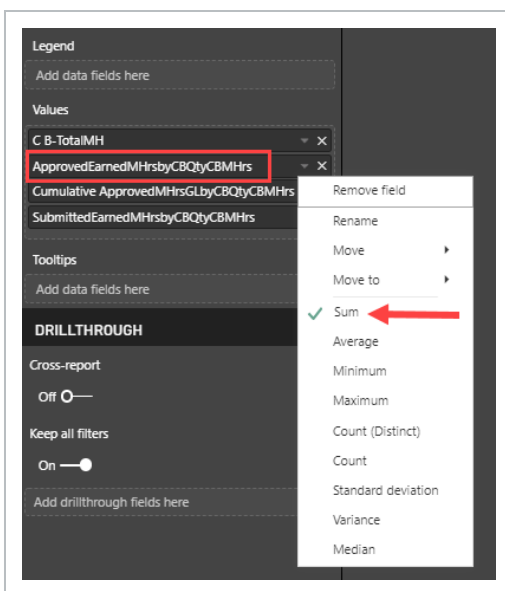 Legend
Add data fields here
Values
C B-TotalMH
ApprovedEarnedMHrsbyCBQtyCBMHrs
Cumulative ApprovedMHrsGLbyCBQtyCBMHrs
SubmittedEarnedMHrsbyCBQtyCBMHrs
Tooltips
Add data fields here
DRILLTHROUGH
Cross-report
Off
Keep all filters
On
Add drillthrough fields here
Remove field
Rename
Move
Move to
Sum
Average
Minimum
Maximum
Count (Distinct)
Count
Standard deviation
Variance
Median